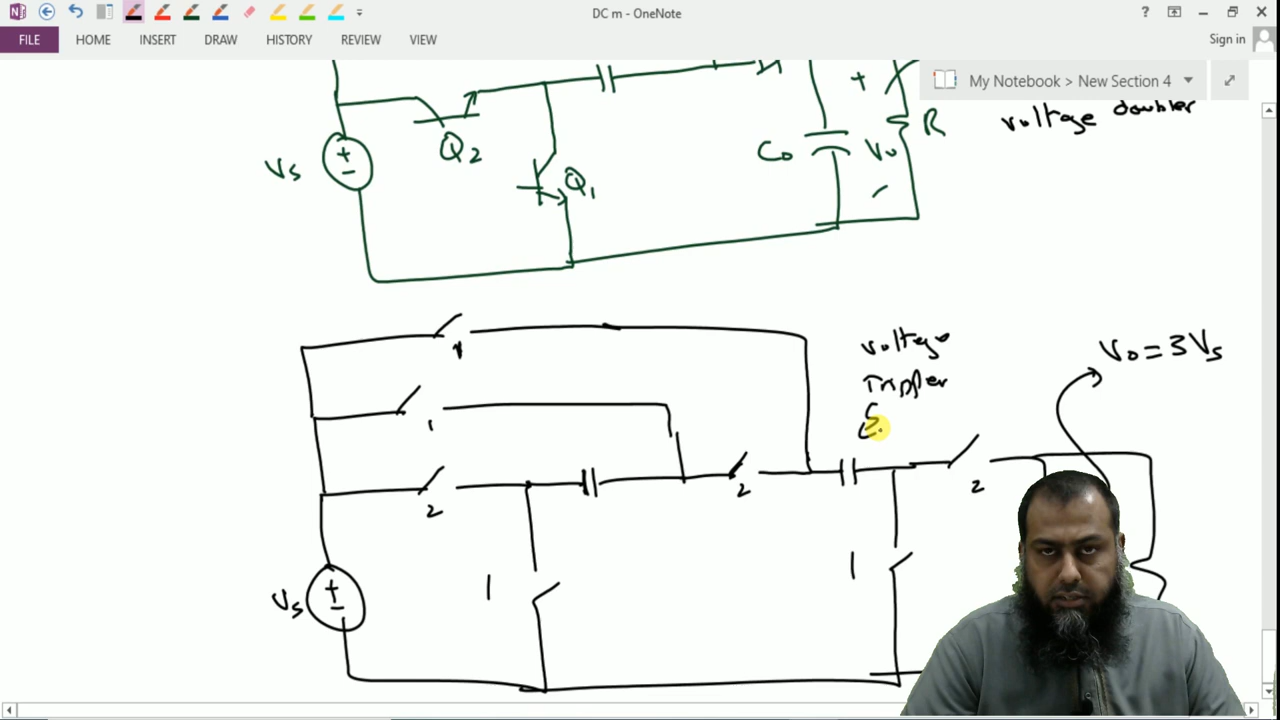 DC m - OneNote
FILE HOME INSERT DRAW HISTORY REVIEW VIEW
Sign in
My Notebook > New Section 4
voltage doubler
+
R
Vs
+
-
Q2
Q1
Co
Vo
voltage
Vo = 3Vs
1
1
2
2
2
1
1
Vs
+
-